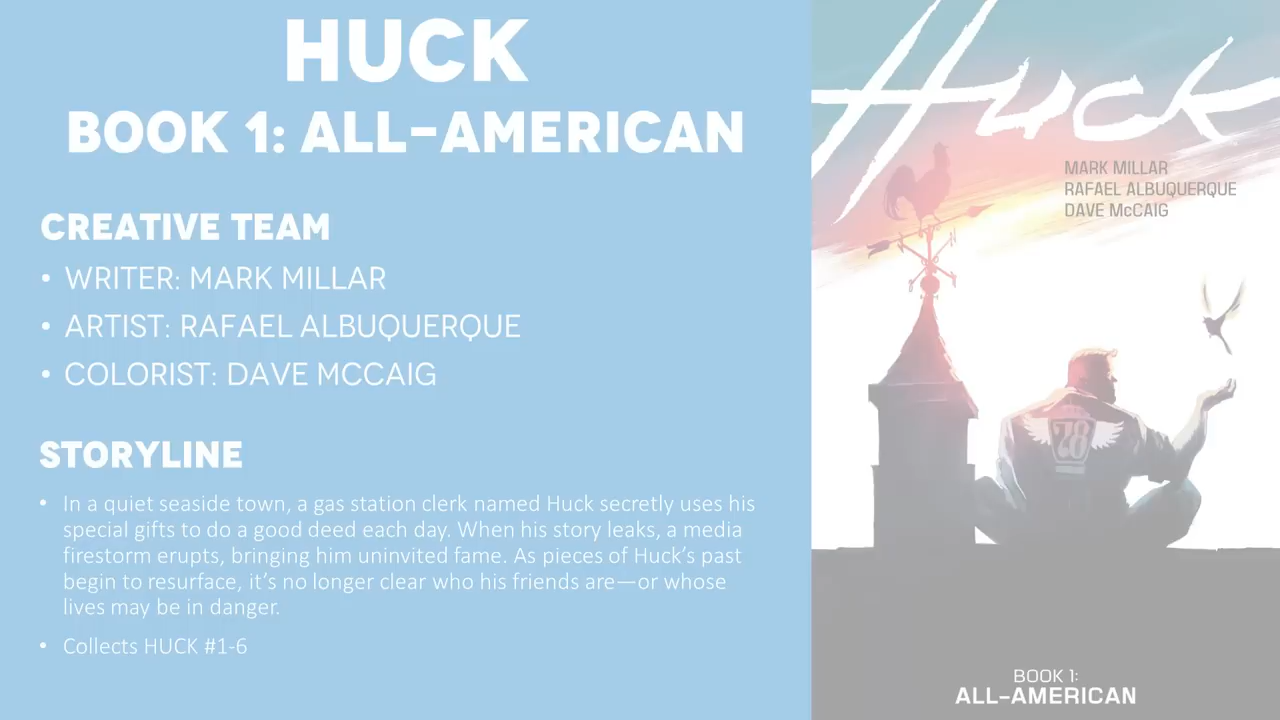 HUCK
BOOK 1: ALL-AMERICAN
CREATIVE TEAM
• WRITER: MARK MILLAR
• ARTIST: RAFAEL ALBUQUERQUE
• COLORIST: DAVE MCCAIG
STORYLINE
• In a quiet seaside town, a gas station clerk named Huck secretly uses his
special gifts to do a good deed each day. When his story leaks, a media
firestorm erupts, bringing him uninvited fame. As pieces of Huck’s past
begin to resurface, it’s no longer clear who his friends are—or whose
lives may be in danger.
• Collects HUCK #1-6
Huck
MARK MILLAR
RAFAEL ALBUQUERQUE
DAVE McCAIG
78
BOOK 1:
ALL-AMERICAN